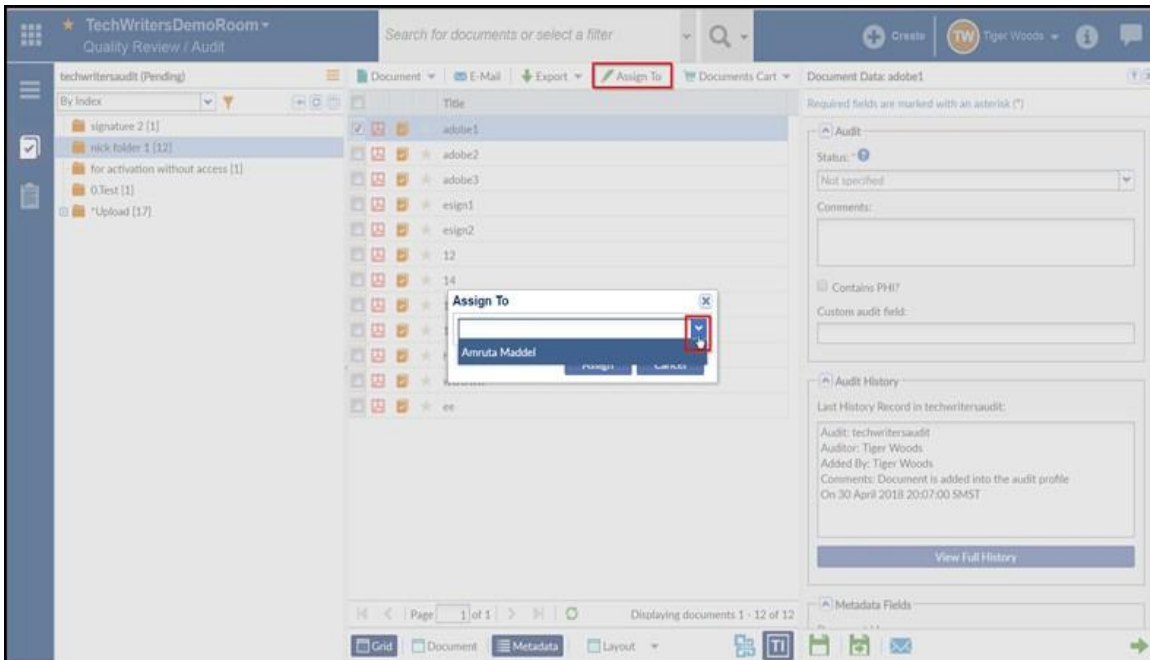 TechWritersDemoRoom
Quality Review / Audit
Search for documents or select a filter
Create
TW
Tiger Woods
techwritersaudit (Pending)
Document
E-Mail
Export
Assign To
Documents Cart
Document Data: adobe1
By Index
Title
Required fields are marked with an asterisk (*)
signature 2 [1]
nick folder 1 [12]
for activation without access [1]
0.Test [1]
*Upload [17]
adobe1
adobe2
adobe3
esign1
esign2
12
14
ee
Assign To
Amruta Maddel
Assign
Cancel
Audit
Status: *
Not specified
Comments:
Contains PHI?
Custom audit field:
Audit History
Last History Record in techwritersaudit:
Audit: techwritersaudit
Auditor: Tiger Woods
Added By: Tiger Woods
Comments: Document is added into the audit profile
On 30 April 2018 20:07:00 SMST
View Full History
Metadata Fields
Page 1 of 1
Displaying documents 1 - 12 of 12
Grid
Document
Metadata
Layout
TI